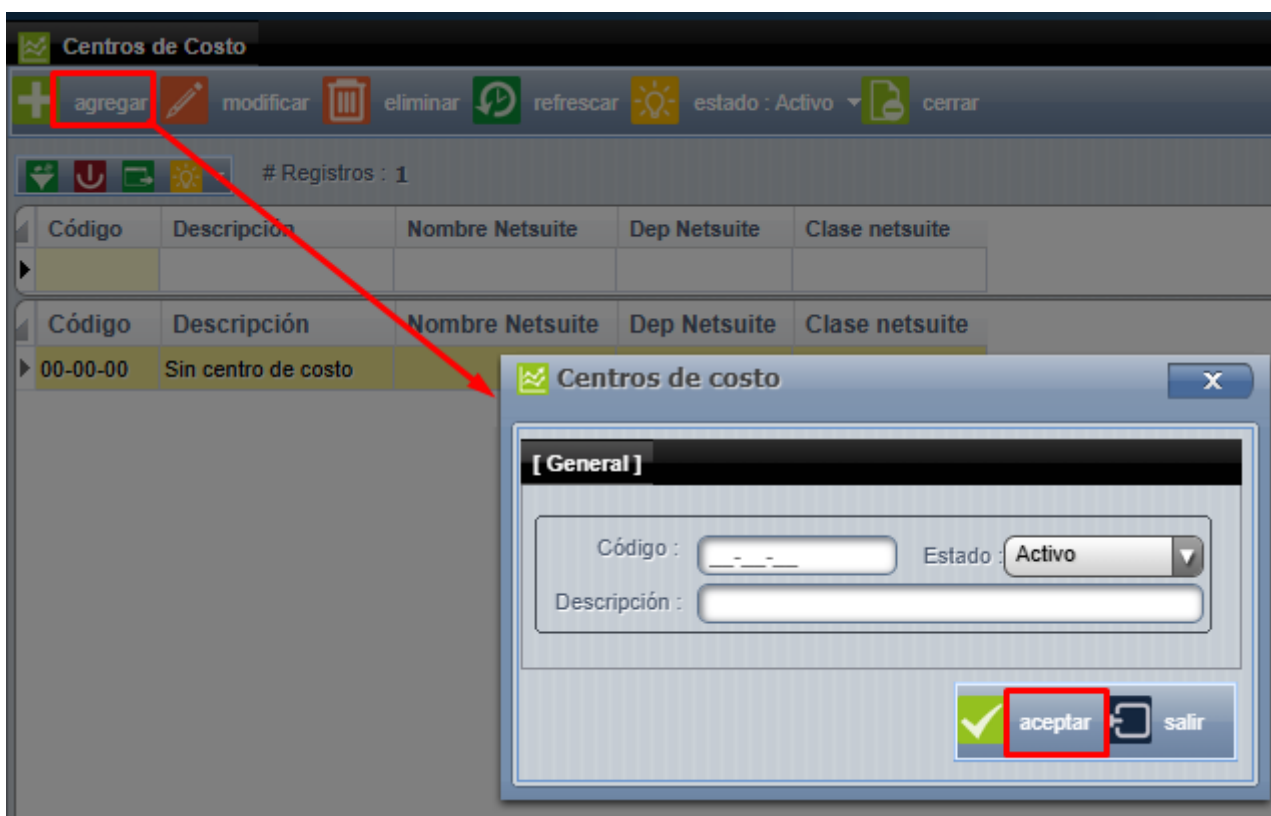 Centros de Costo
agregar modificar eliminar refrescar estado : Activo cerrar
# Registros : 1
Código Descripción Nombre Netsuite Dep Netsuite Clase netsuite
Código Descripción Nombre Netsuite Dep Netsuite Clase netsuite
00-00-00 Sin centro de costo
Centros de costo x
[ General ]
Código : __-__-__ Estado : Activo
Descripción :
aceptar salir